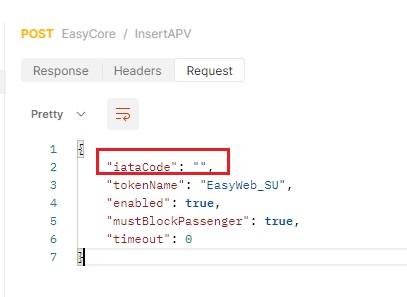 POST EasyCore / InsertAPV
Response Headers Request
Pretty
1 {
2 "iataCode": "",
3 "tokenName": "EasyWeb_SU",
4 "enabled": true,
5 "mustBlockPassenger": true,
6 "timeout": 0
7 }